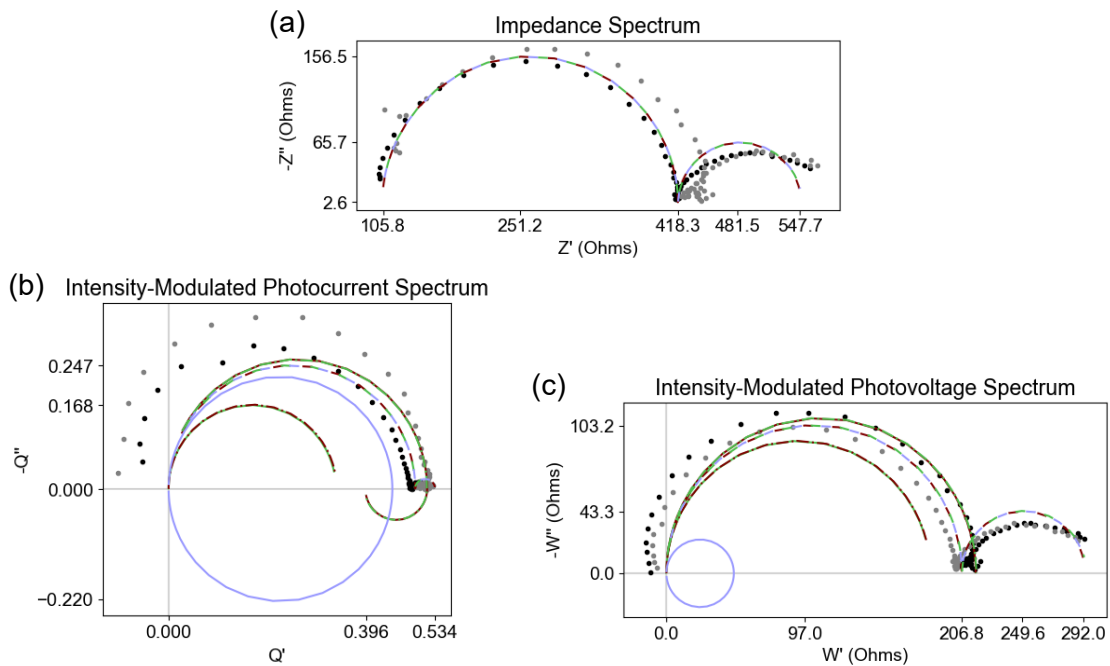 (a)
Impedance Spectrum
156.5
65.7
2.6
-Z" (Ohms)
105.8 251.2 418.3 481.5 547.7
Z' (Ohms)
(b)
Intensity-Modulated Photocurrent Spectrum
0.247
0.168
0.000
−0.220
-Q"
0.000 0.396 0.534
Q'
(c)
Intensity-Modulated Photovoltage Spectrum
103.2
43.3
0.0
-W" (Ohms)
0.0 97.0 206.8 249.6 292.0
W' (Ohms)